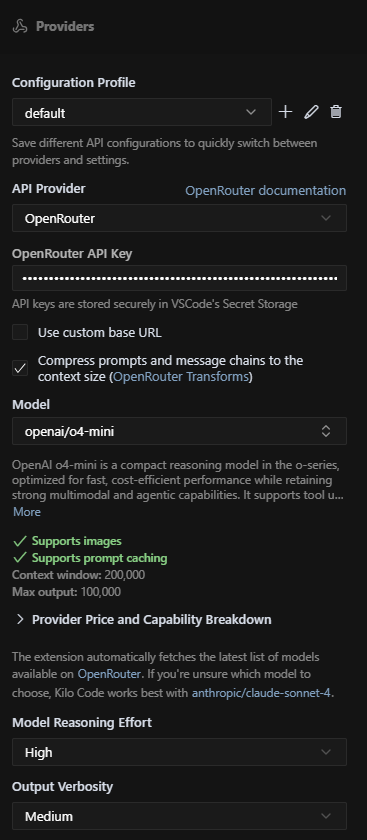 Providers
Configuration Profile
default
Save different API configurations to quickly switch between
providers and settings.
API Provider
OpenRouter documentation
OpenRouter
OpenRouter API Key
API keys are stored securely in VSCode's Secret Storage
Use custom base URL
Compress prompts and message chains to the
context size (OpenRouter Transforms)
Model
openai/o4-mini
OpenAI o4-mini is a compact reasoning model in the o-series,
optimized for fast, cost-efficient performance while retaining
strong multimodal and agentic capabilities. It supports tool u...
More
Supports images
Supports prompt caching
Context window: 200,000
Max output: 100,000
Provider Price and Capability Breakdown
The extension automatically fetches the latest list of models
available on OpenRouter. If you're unsure which model to
choose, Kilo Code works best with anthropic/claude-sonnet-4.
Model Reasoning Effort
High
Output Verbosity
Medium